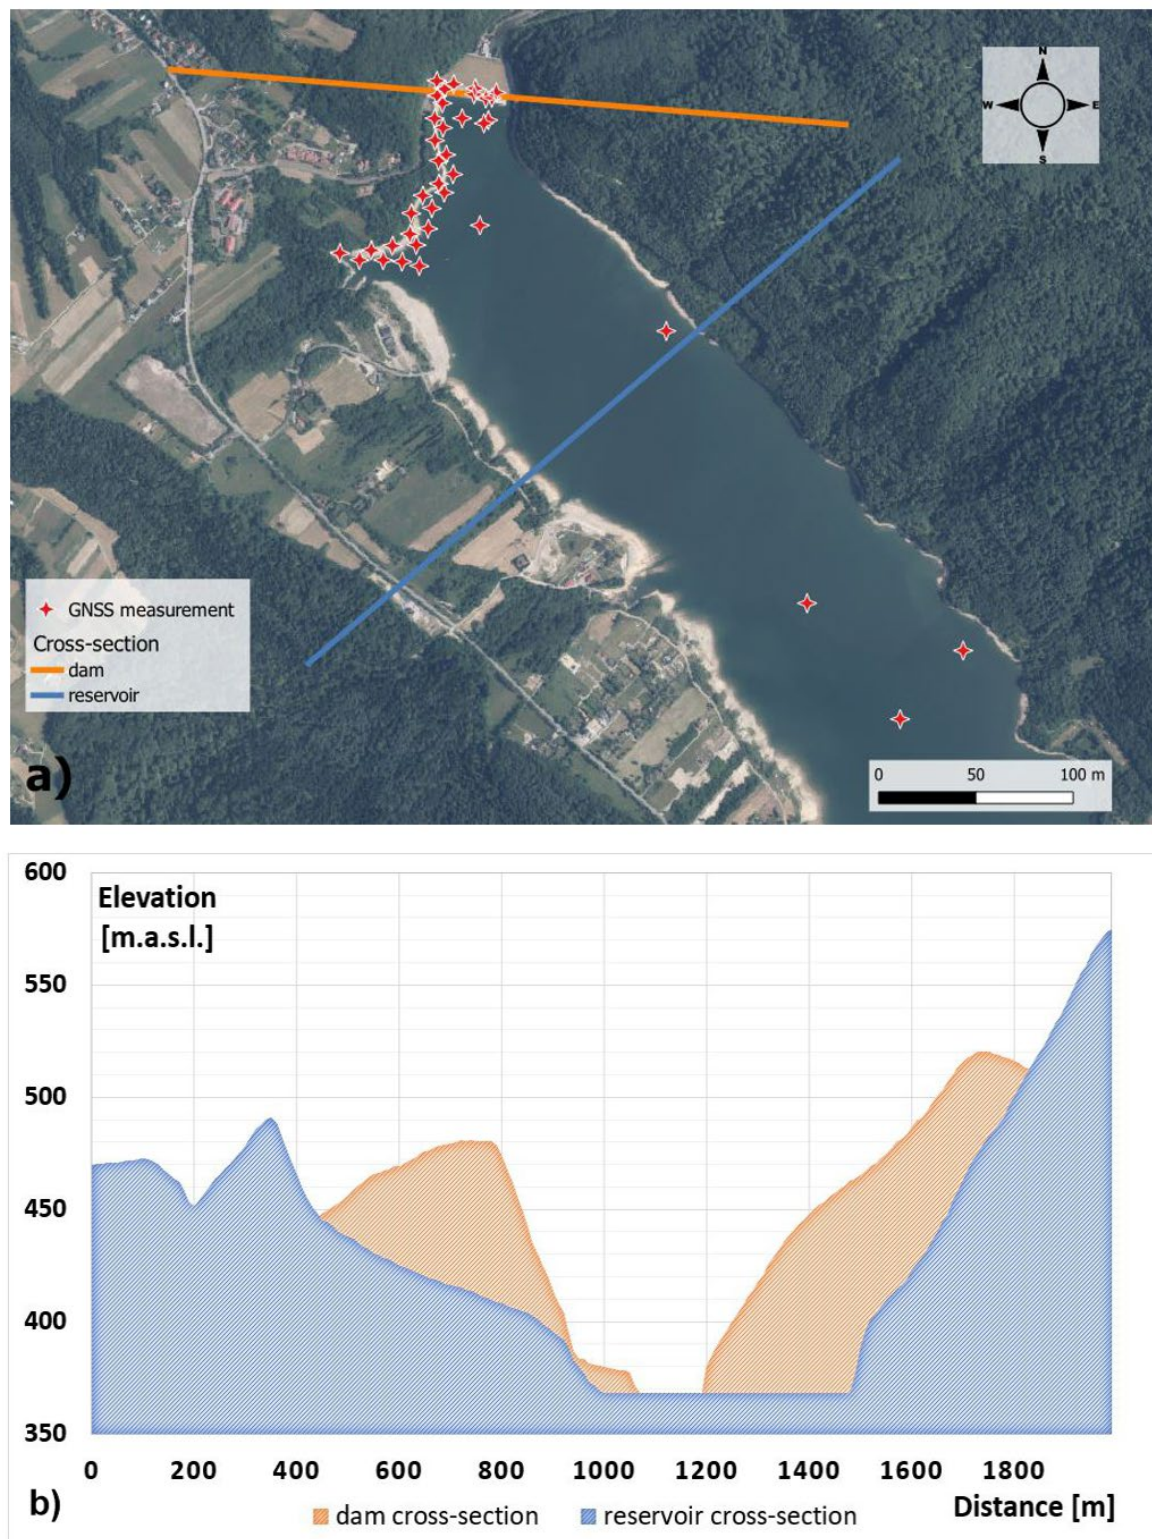 N
W E
S
GNSS measurement
Cross-section
dam
reservoir
a)
0 50 100 m
600
Elevation
[m.a.s.l.]
550
500
450
400
350
0 200 400 600 800 1000 1200 1400 1600 1800
b)
dam cross-section reservoir cross-section Distance [m]